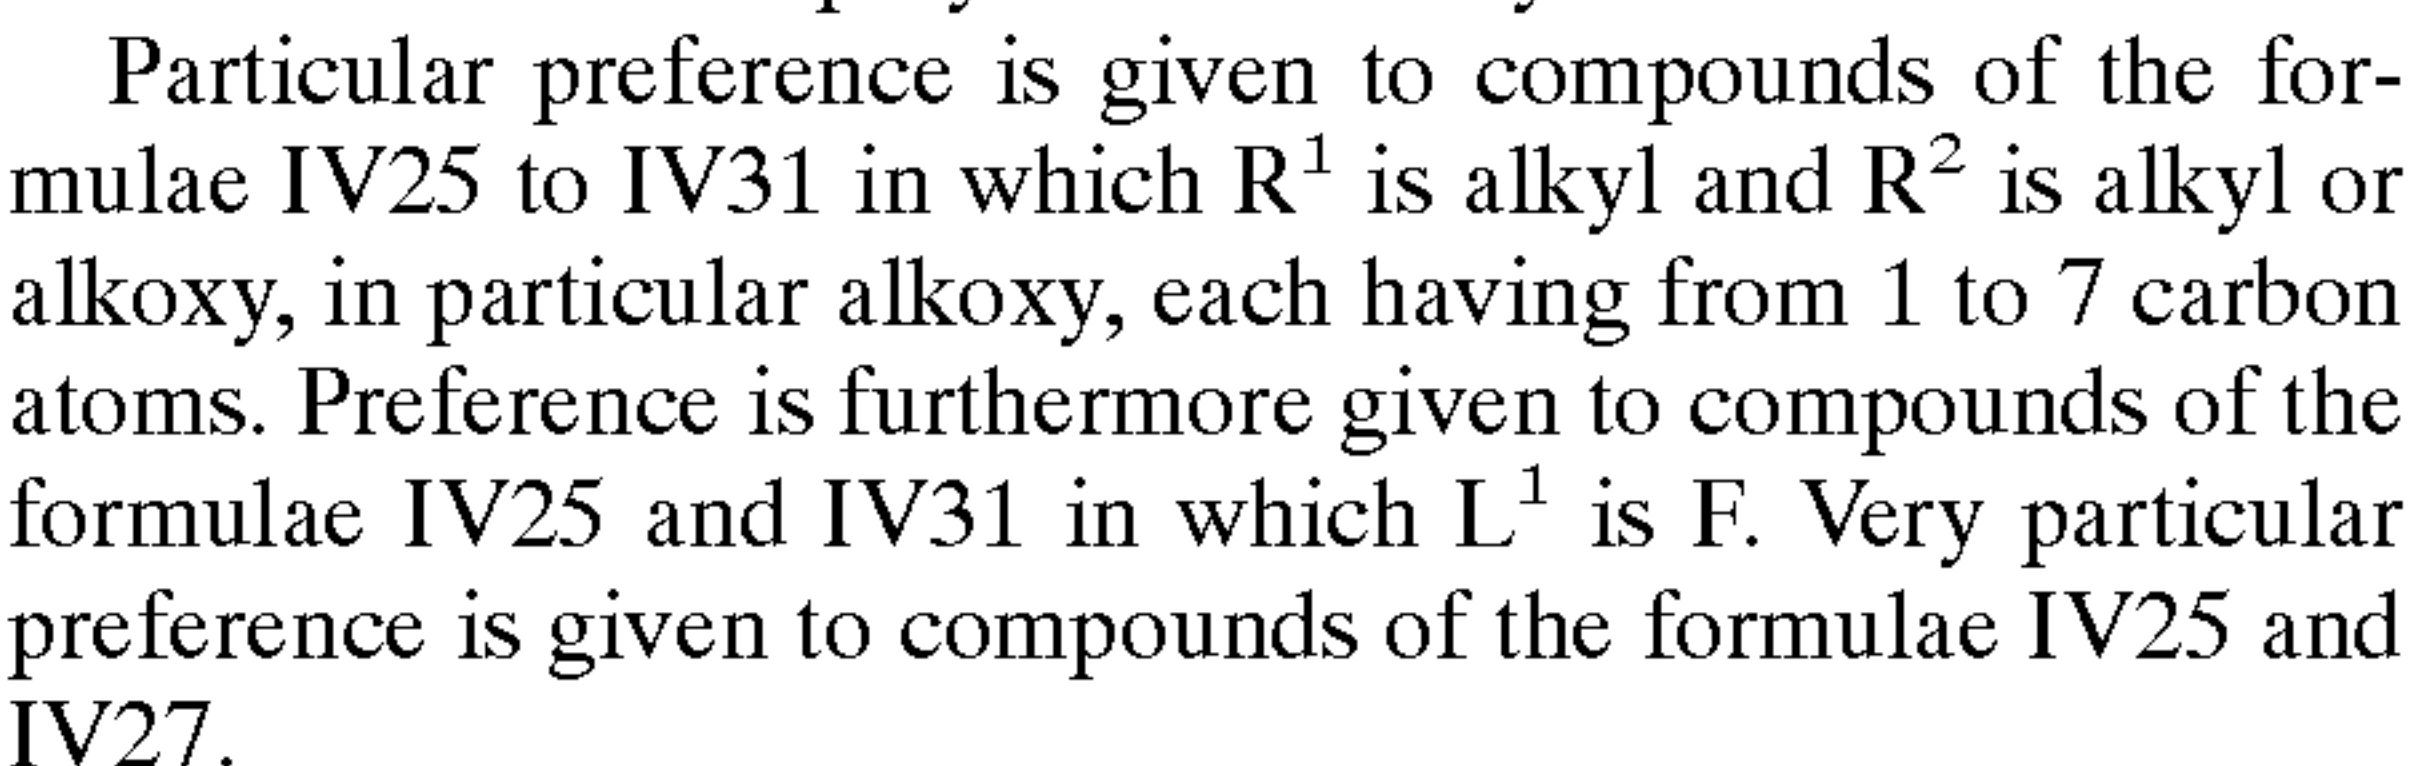 Particular preference is given to compounds of the for-
mulae IV25 to IV31 in which R¹ is alkyl and R² is alkyl or
alkoxy, in particular alkoxy, each having from 1 to 7 carbon
atoms. Preference is furthermore given to compounds of the
formulae IV25 and IV31 in which L¹ is F. Very particular
preference is given to compounds of the formulae IV25 and
IV27.